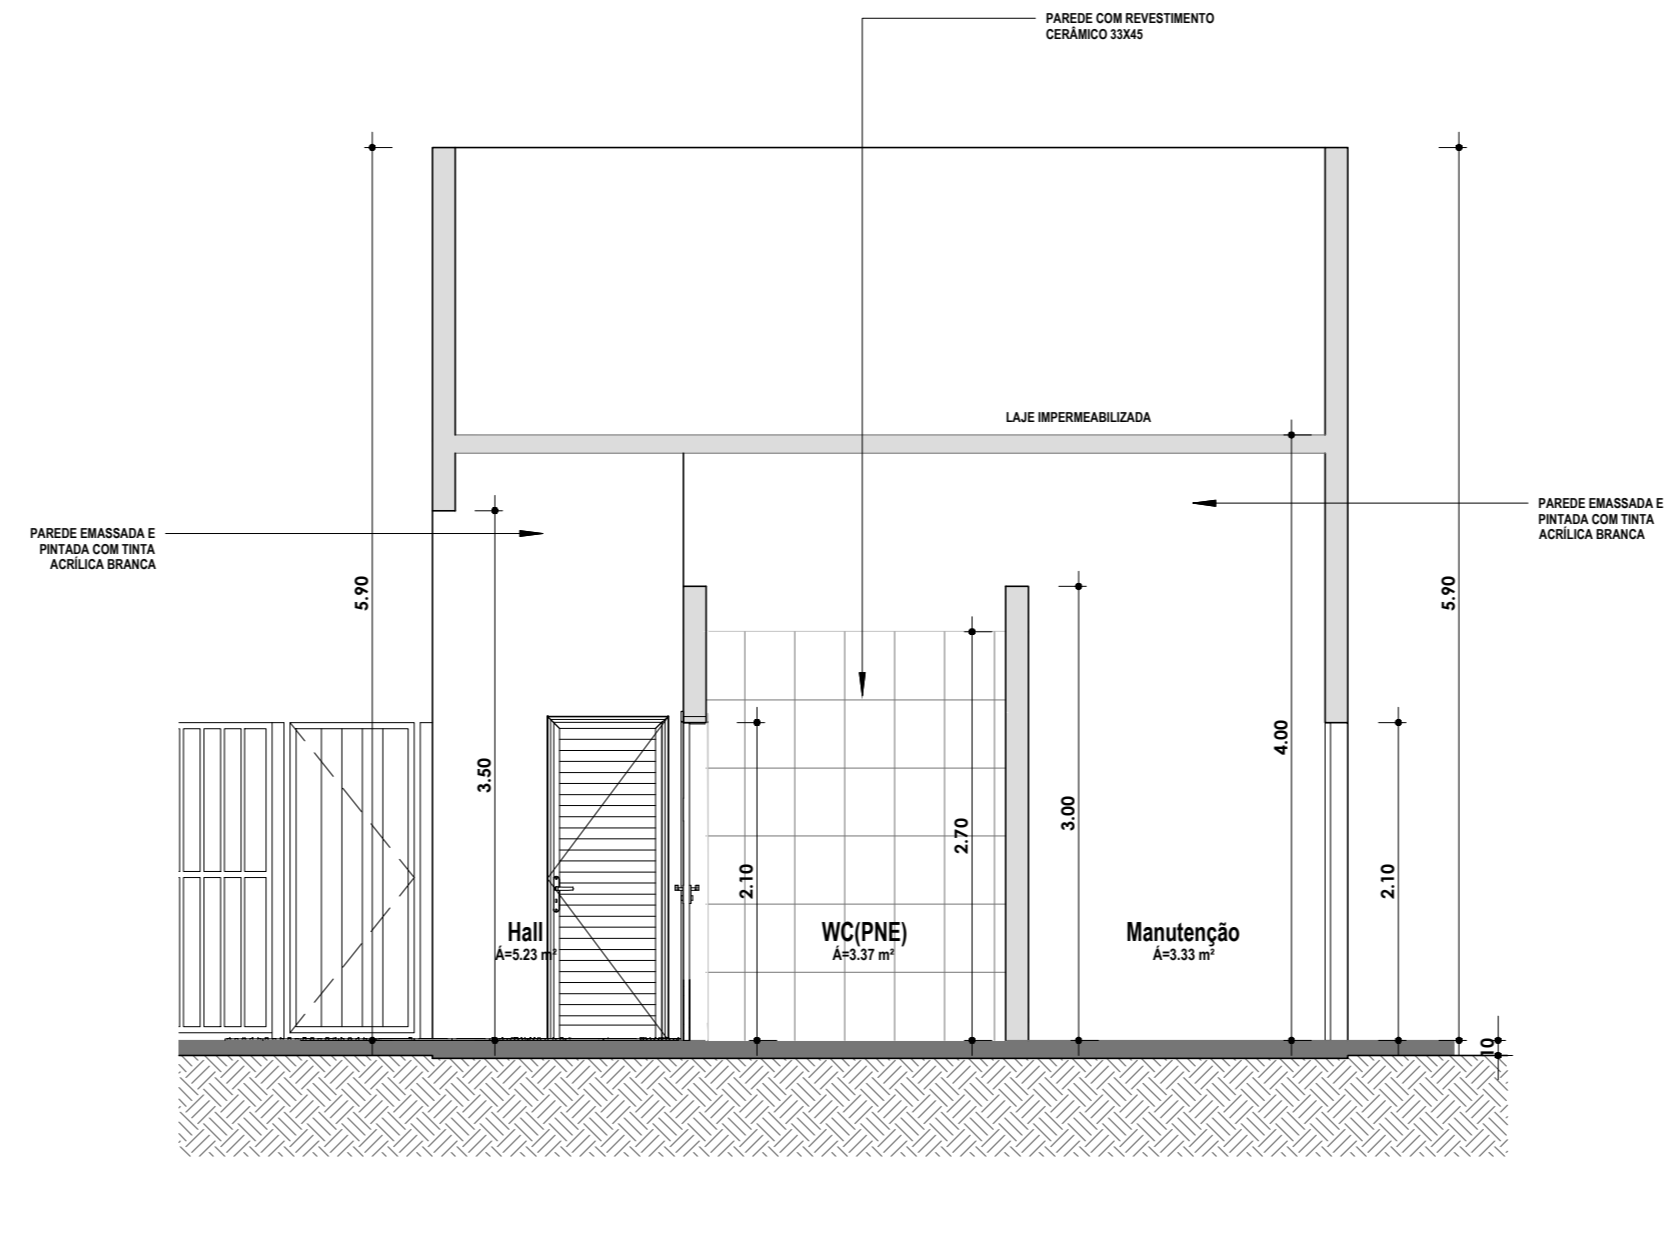 PAREDE COM REVESTIMENTO
CERÂMICO 33X45
LAJE IMPERMEABILIZADA
PAREDE EMASSADA E
PINTADA COM TINTA
ACRÍLICA BRANCA
PAREDE EMASSADA E
PINTADA COM TINTA
ACRÍLICA BRANCA
5.90
5.90
3.50
4.00
3.00
2.70
2.10
2.10
Hall
Á=5.23 m²
WC(PNE)
Á=3.37 m²
Manutenção
Á=3.33 m²
10